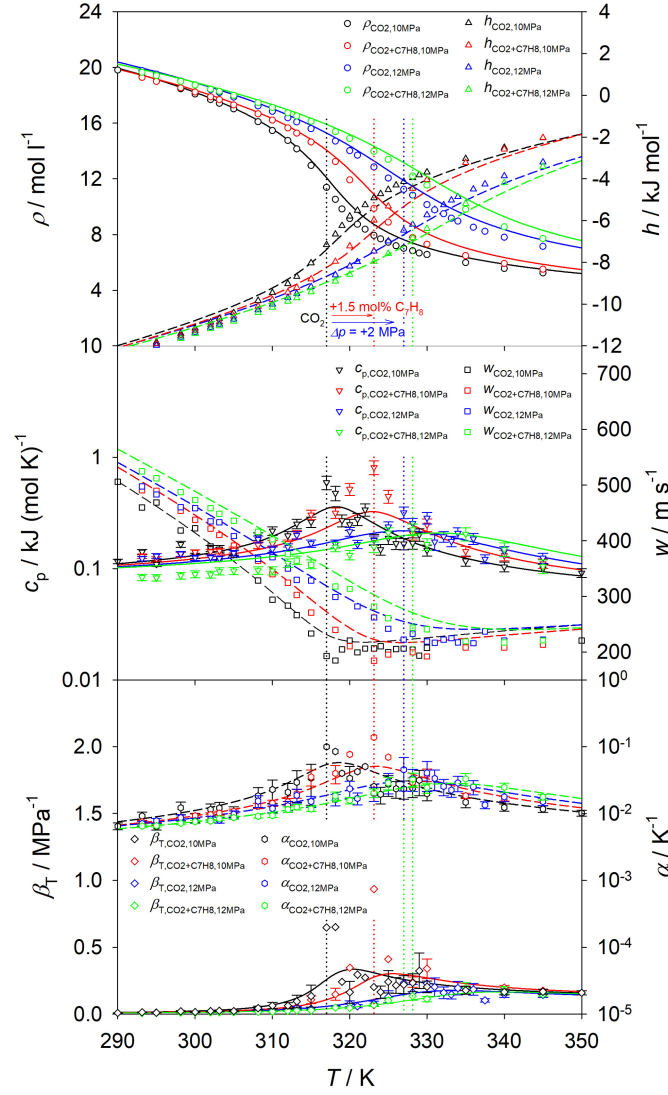 24
20
16
12
8
4
10
ρ / mol l⁻¹
4
2
0
-2
-4
-6
-8
-10
-12
h / kJ mol⁻¹
ρCO2,10MPa
ρCO2+C7H8,10MPa
ρCO2,12MPa
ρCO2+C7H8,12MPa
hCO2,10MPa
hCO2+C7H8,10MPa
hCO2,12MPa
hCO2+C7H8,12MPa
CO₂
+1.5 mol% C₇H₈
Δp = +2 MPa
1
0.1
0.01
cp / kJ (mol K)⁻¹
700
600
500
400
300
200
10⁰
w / m s
cp,CO2,10MPa
cp,CO2+C7H8,10MPa
cp,CO2,12MPa
cp,CO2+C7H8,12MPa
wCO2,10MPa
wCO2+C7H8,10MPa
wCO2,12MPa
wCO2+C7H8,12MPa
2.0
1.5
1.0
0.5
0.0
βT / MPa⁻¹
10⁻¹
10⁻²
10⁻³
10⁻⁴
10⁻⁵
α / K⁻¹
βT,CO2,10MPa
βT,CO2+C7H8,10MPa
βT,CO2,12MPa
βT,CO2+C7H8,12MPa
αCO2,10MPa
αCO2+C7H8,10MPa
αCO2,12MPa
αCO2+C7H8,12MPa
290 300 310 320 330 340 350
T / K